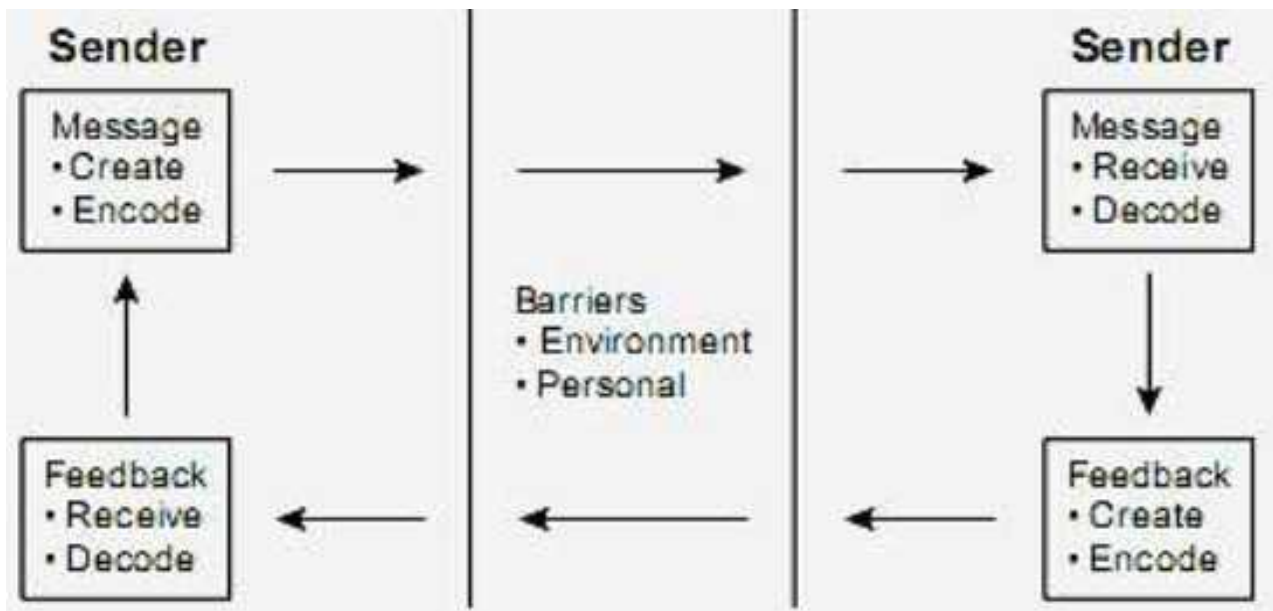 Sender
Message
• Create
• Encode
Feedback
• Receive
• Decode
Barriers
• Environment
• Personal
Sender
Message
• Receive
• Decode
Feedback
• Create
• Encode